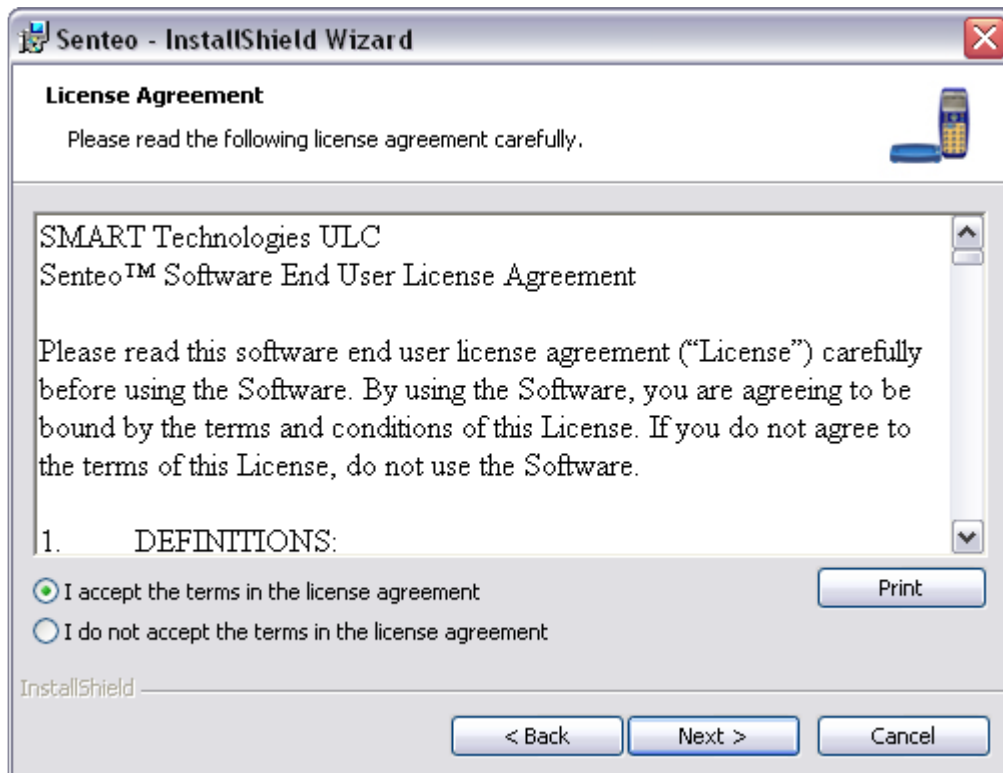 Senteo - InstallShield Wizard
License Agreement
Please read the following license agreement carefully.
SMART Technologies ULC
Senteo™ Software End User License Agreement
Please read this software end user license agreement (“License”) carefully
before using the Software. By using the Software, you are agreeing to be
bound by the terms and conditions of this License. If you do not agree to
the terms of this License, do not use the Software.
1. DEFINITIONS:
I accept the terms in the license agreement
Print
I do not accept the terms in the license agreement
InstallShield
< Back Next > Cancel